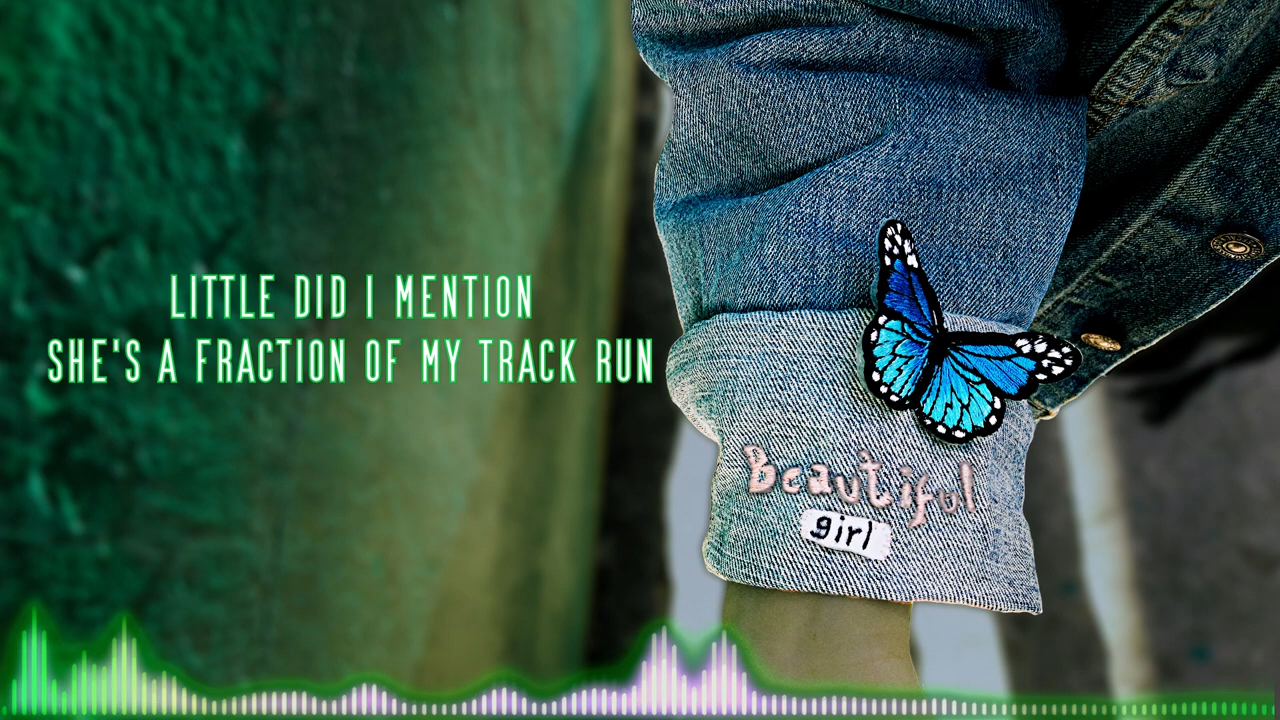 LITTLE DID I MENTION
SHE'S A FRACTION OF MY TRACK RUN
Beautiful
girl